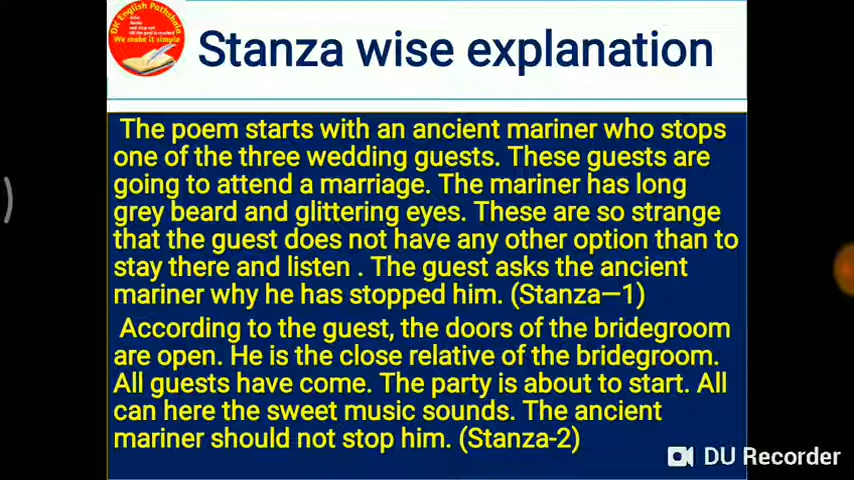 DK English Pathshala
We make it simple
Stanza wise explanation
The poem starts with an ancient mariner who stops
one of the three wedding guests. These guests are
going to attend a marriage. The mariner has long
grey beard and glittering eyes. These are so strange
that the guest does not have any other option than to
stay there and listen . The guest asks the ancient
mariner why he has stopped him. (Stanza—1)
According to the guest, the doors of the bridegroom
are open. He is the close relative of the bridegroom.
All guests have come. The party is about to start. All
can here the sweet music sounds. The ancient
mariner should not stop him. (Stanza-2)
DU Recorder